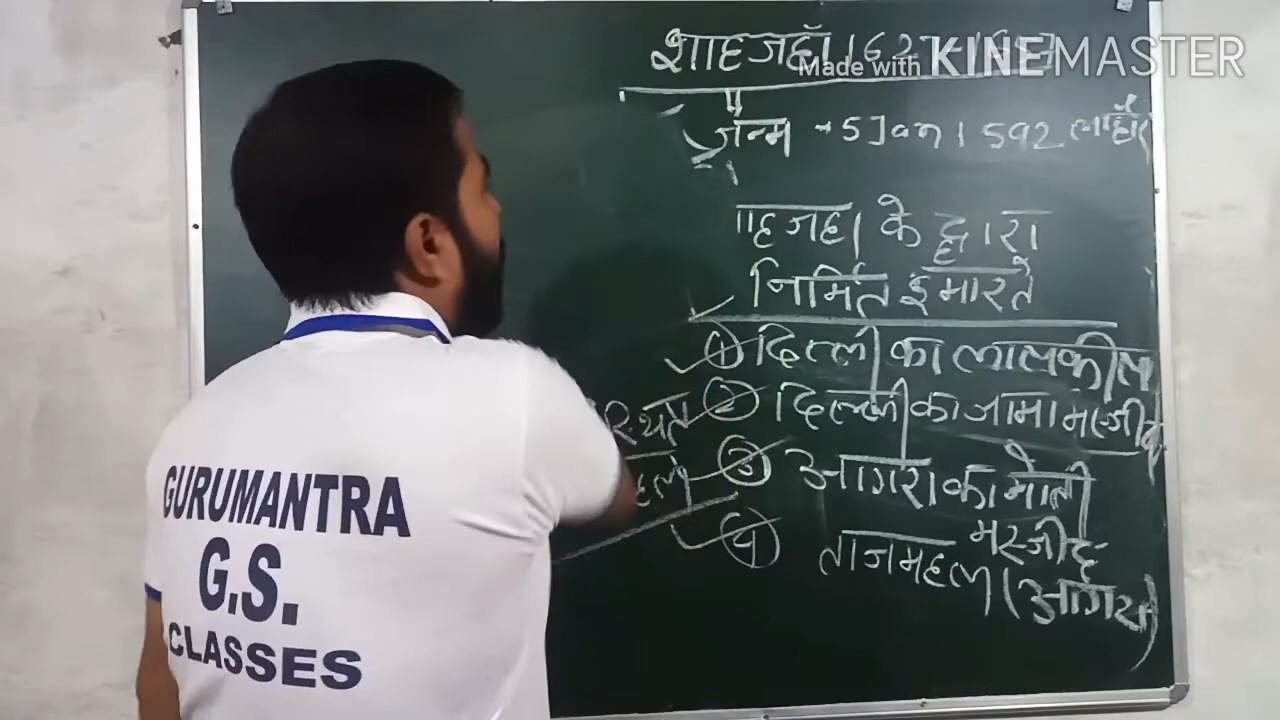 शाहजहाँ 1627-1657
Made with KINEMASTER
जन्म → 5 Jan 1592 लाहौर
ाहजहा के द्वारा
निर्मित इमारते
① दिल्ली का लालकील
② दिल्ली का जामा मस्जीद
③ आगरा का मोती
मस्जीद
④ ताजमहल (आगरा)
GURUMANTRA
G.S.
CLASSES